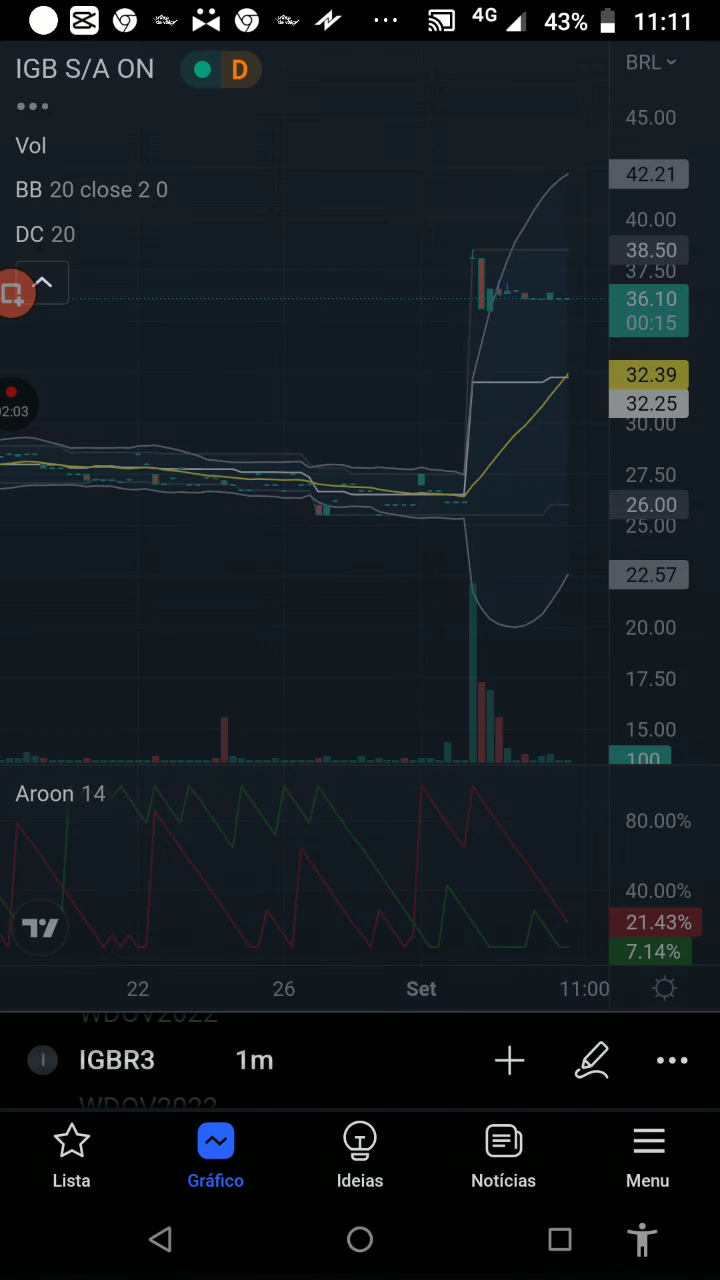 4G 43% 11:11
IGB S/A ON D BRL
Vol
BB 20 close 2 0
DC 20
02:03
45.00
42.21
40.00
38.50
37.50
36.10
00:15
32.39
32.25
30.00
27.50
26.00
25.00
22.57
20.00
17.50
15.00
100
Aroon 14
80.00%
40.00%
21.43%
7.14%
22 26 Set 11:00
WDOV2022
IGBR3 1m
WDOV2022
Lista Gráfico Ideias Notícias Menu